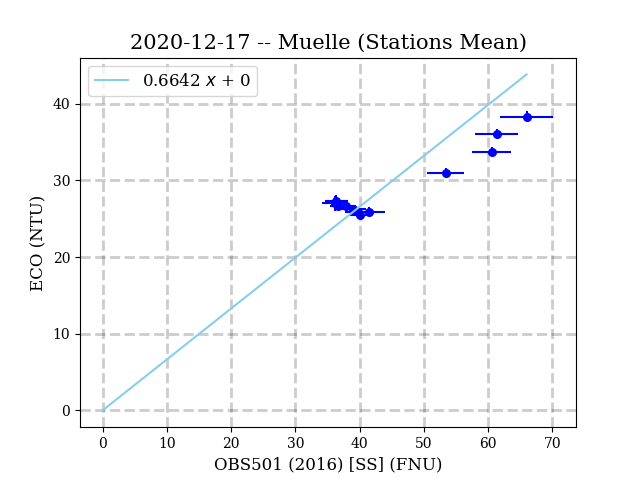 2020-12-17 -- Muelle (Stations Mean)
0.6642 x + 0
40
30
20
10
0
ECO (NTU)
0 10 20 30 40 50 60 70
OBS501 (2016) [SS] (FNU)